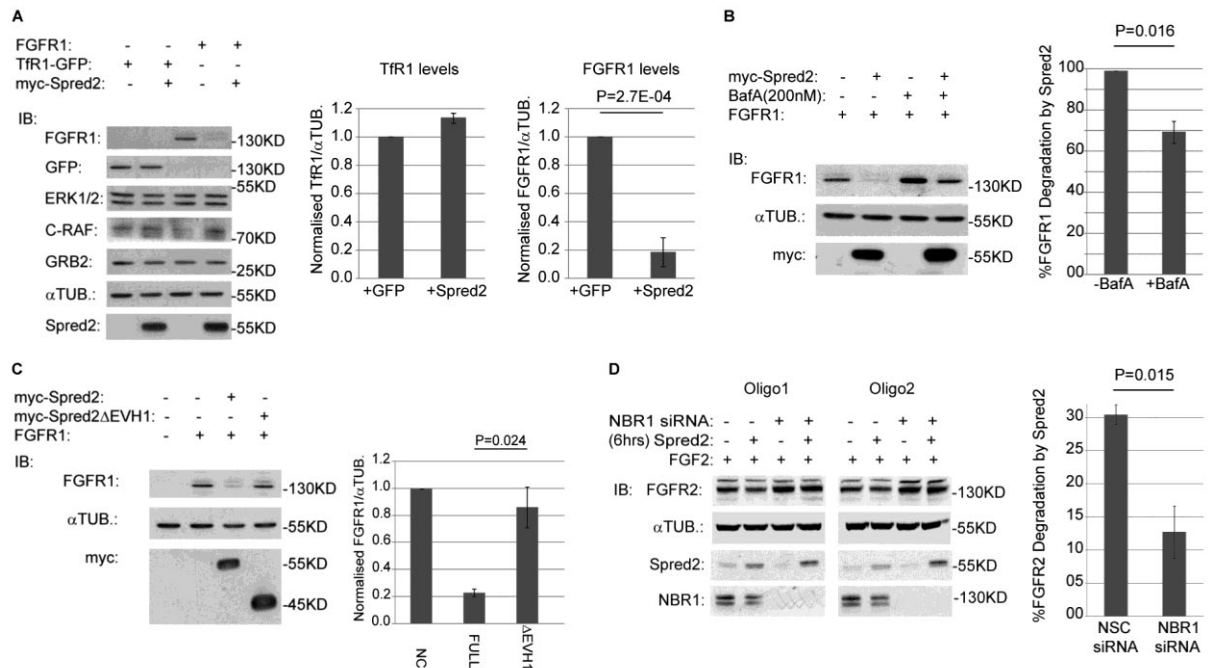 A
FGFR1: - - + +
TfR1-GFP: + + - -
myc-Spred2: - + - +
IB:
FGFR1: -130KD
GFP: -130KD
-55KD
ERK1/2:
C-RAF: -70KD
GRB2: -25KD
αTUB.: -55KD
Spred2: -55KD
TfR1 levels
Normalised TfR1/αTUB.
1.2
1.0
0.8
0.6
0.4
0.2
0.0
+GFP +Spred2
FGFR1 levels
P=2.7E-04
Normalised FGFR1/αTUB.
1.2
1.0
0.8
0.6
0.4
0.2
0.0
+GFP +Spred2
B
myc-Spred2: - + - +
BafA(200nM): - - + +
FGFR1: + + + +
IB:
FGFR1: -130KD
αTUB.: -55KD
myc: -55KD
P=0.016
%FGFR1 Degradation by Spred2
100
90
80
70
60
50
40
30
20
10
00
-BafA +BafA
C
myc-Spred2: - - + -
myc-Spred2ΔEVH1: - - - +
FGFR1: - + + +
IB:
FGFR1: -130KD
αTUB.: -55KD
myc: -55KD
-45KD
P=0.024
Normalised FGFR1/αTUB.
1.2
1.0
0.8
0.6
0.4
0.2
0.0
NC FULL ΔEVH1
D
Oligo1 Oligo2
NBR1 siRNA: - - + + - - + +
(6hrs) Spred2: - + - + - + - +
FGF2: + + + + + + + +
IB: FGFR2: -130KD
αTUB.: -55KD
Spred2: -55KD
NBR1: -130KD
P=0.015
%FGFR2 Degradation by Spred2
30
25
20
15
10
05
00
NSC NBR1
siRNA siRNA